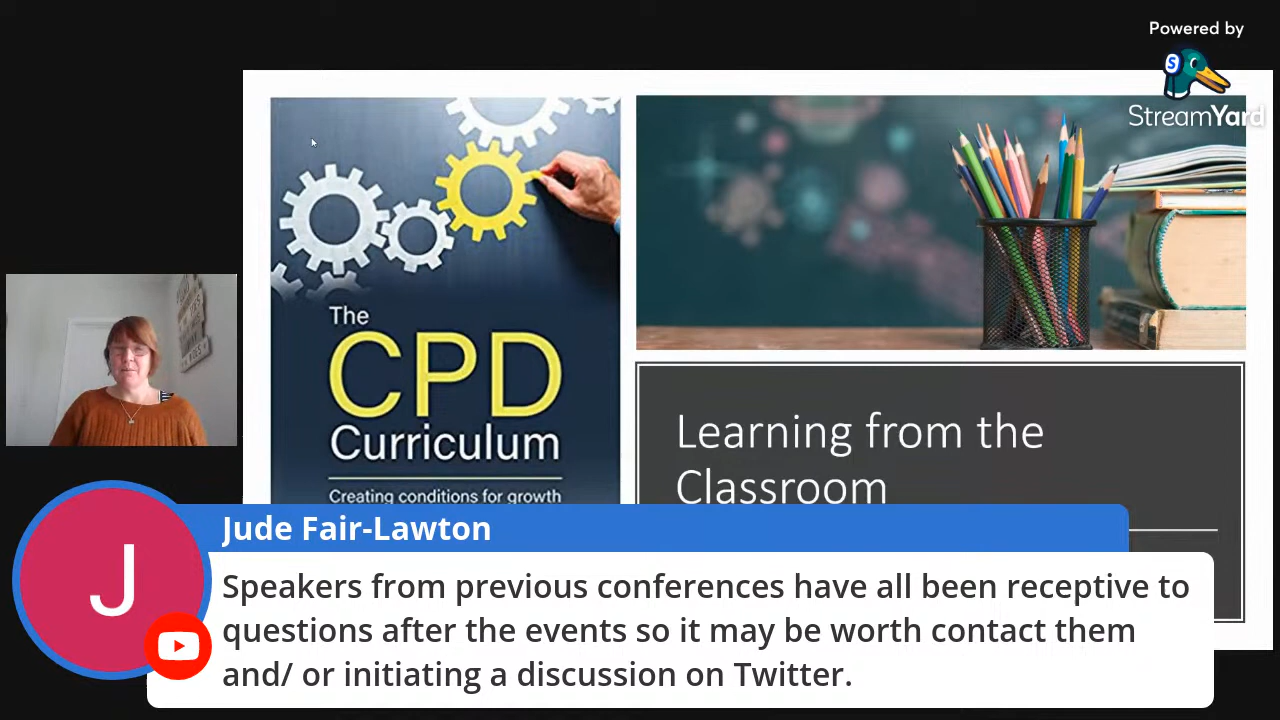 Powered by
StreamYard
The
CPD
Curriculum
Creating conditions for growth
Learning from the
Classroom
J
Jude Fair-Lawton
Speakers from previous conferences have all been receptive to
questions after the events so it may be worth contact them
and/ or initiating a discussion on Twitter.